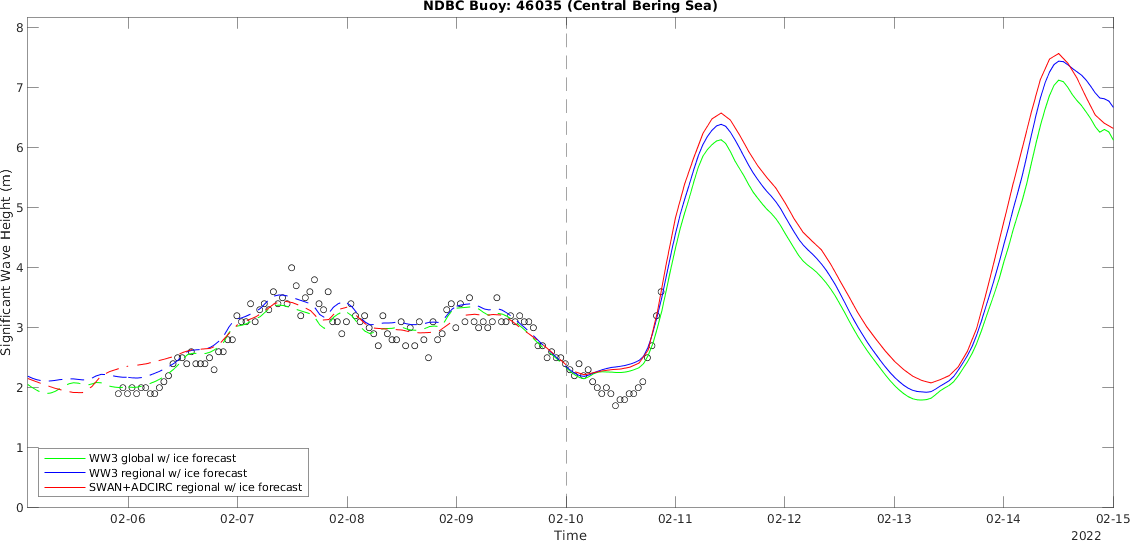 NDBC Buoy: 46035 (Central Bering Sea)
8
7
6
5
4
3
2
1
0
Significant Wave Height (m)
WW3 global w/ ice forecast
WW3 regional w/ ice forecast
SWAN+ADCIRC regional w/ ice forecast
02-06 02-07 02-08 02-09 02-10 02-11 02-12 02-13 02-14 02-15
Time
2022